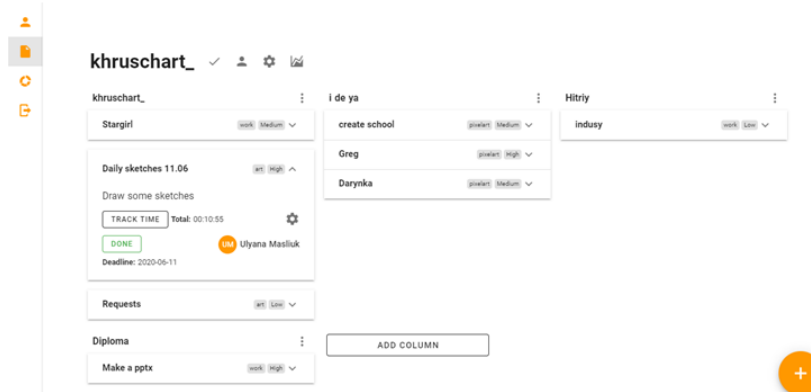 khruschart_
khruschart_
Stargirl work Medium
Daily sketches 11.06 art High
Draw some sketches
TRACK TIME Total: 00:10:55
DONE UM Ulyana Masliuk
Deadline: 2020-06-11
Requests art Low
Diploma
Make a pptx work High
i de ya
create school pixelart Medium
Greg pixelart High
Darynka pixelart Medium
ADD COLUMN
Hitriy
indusy work Low
+